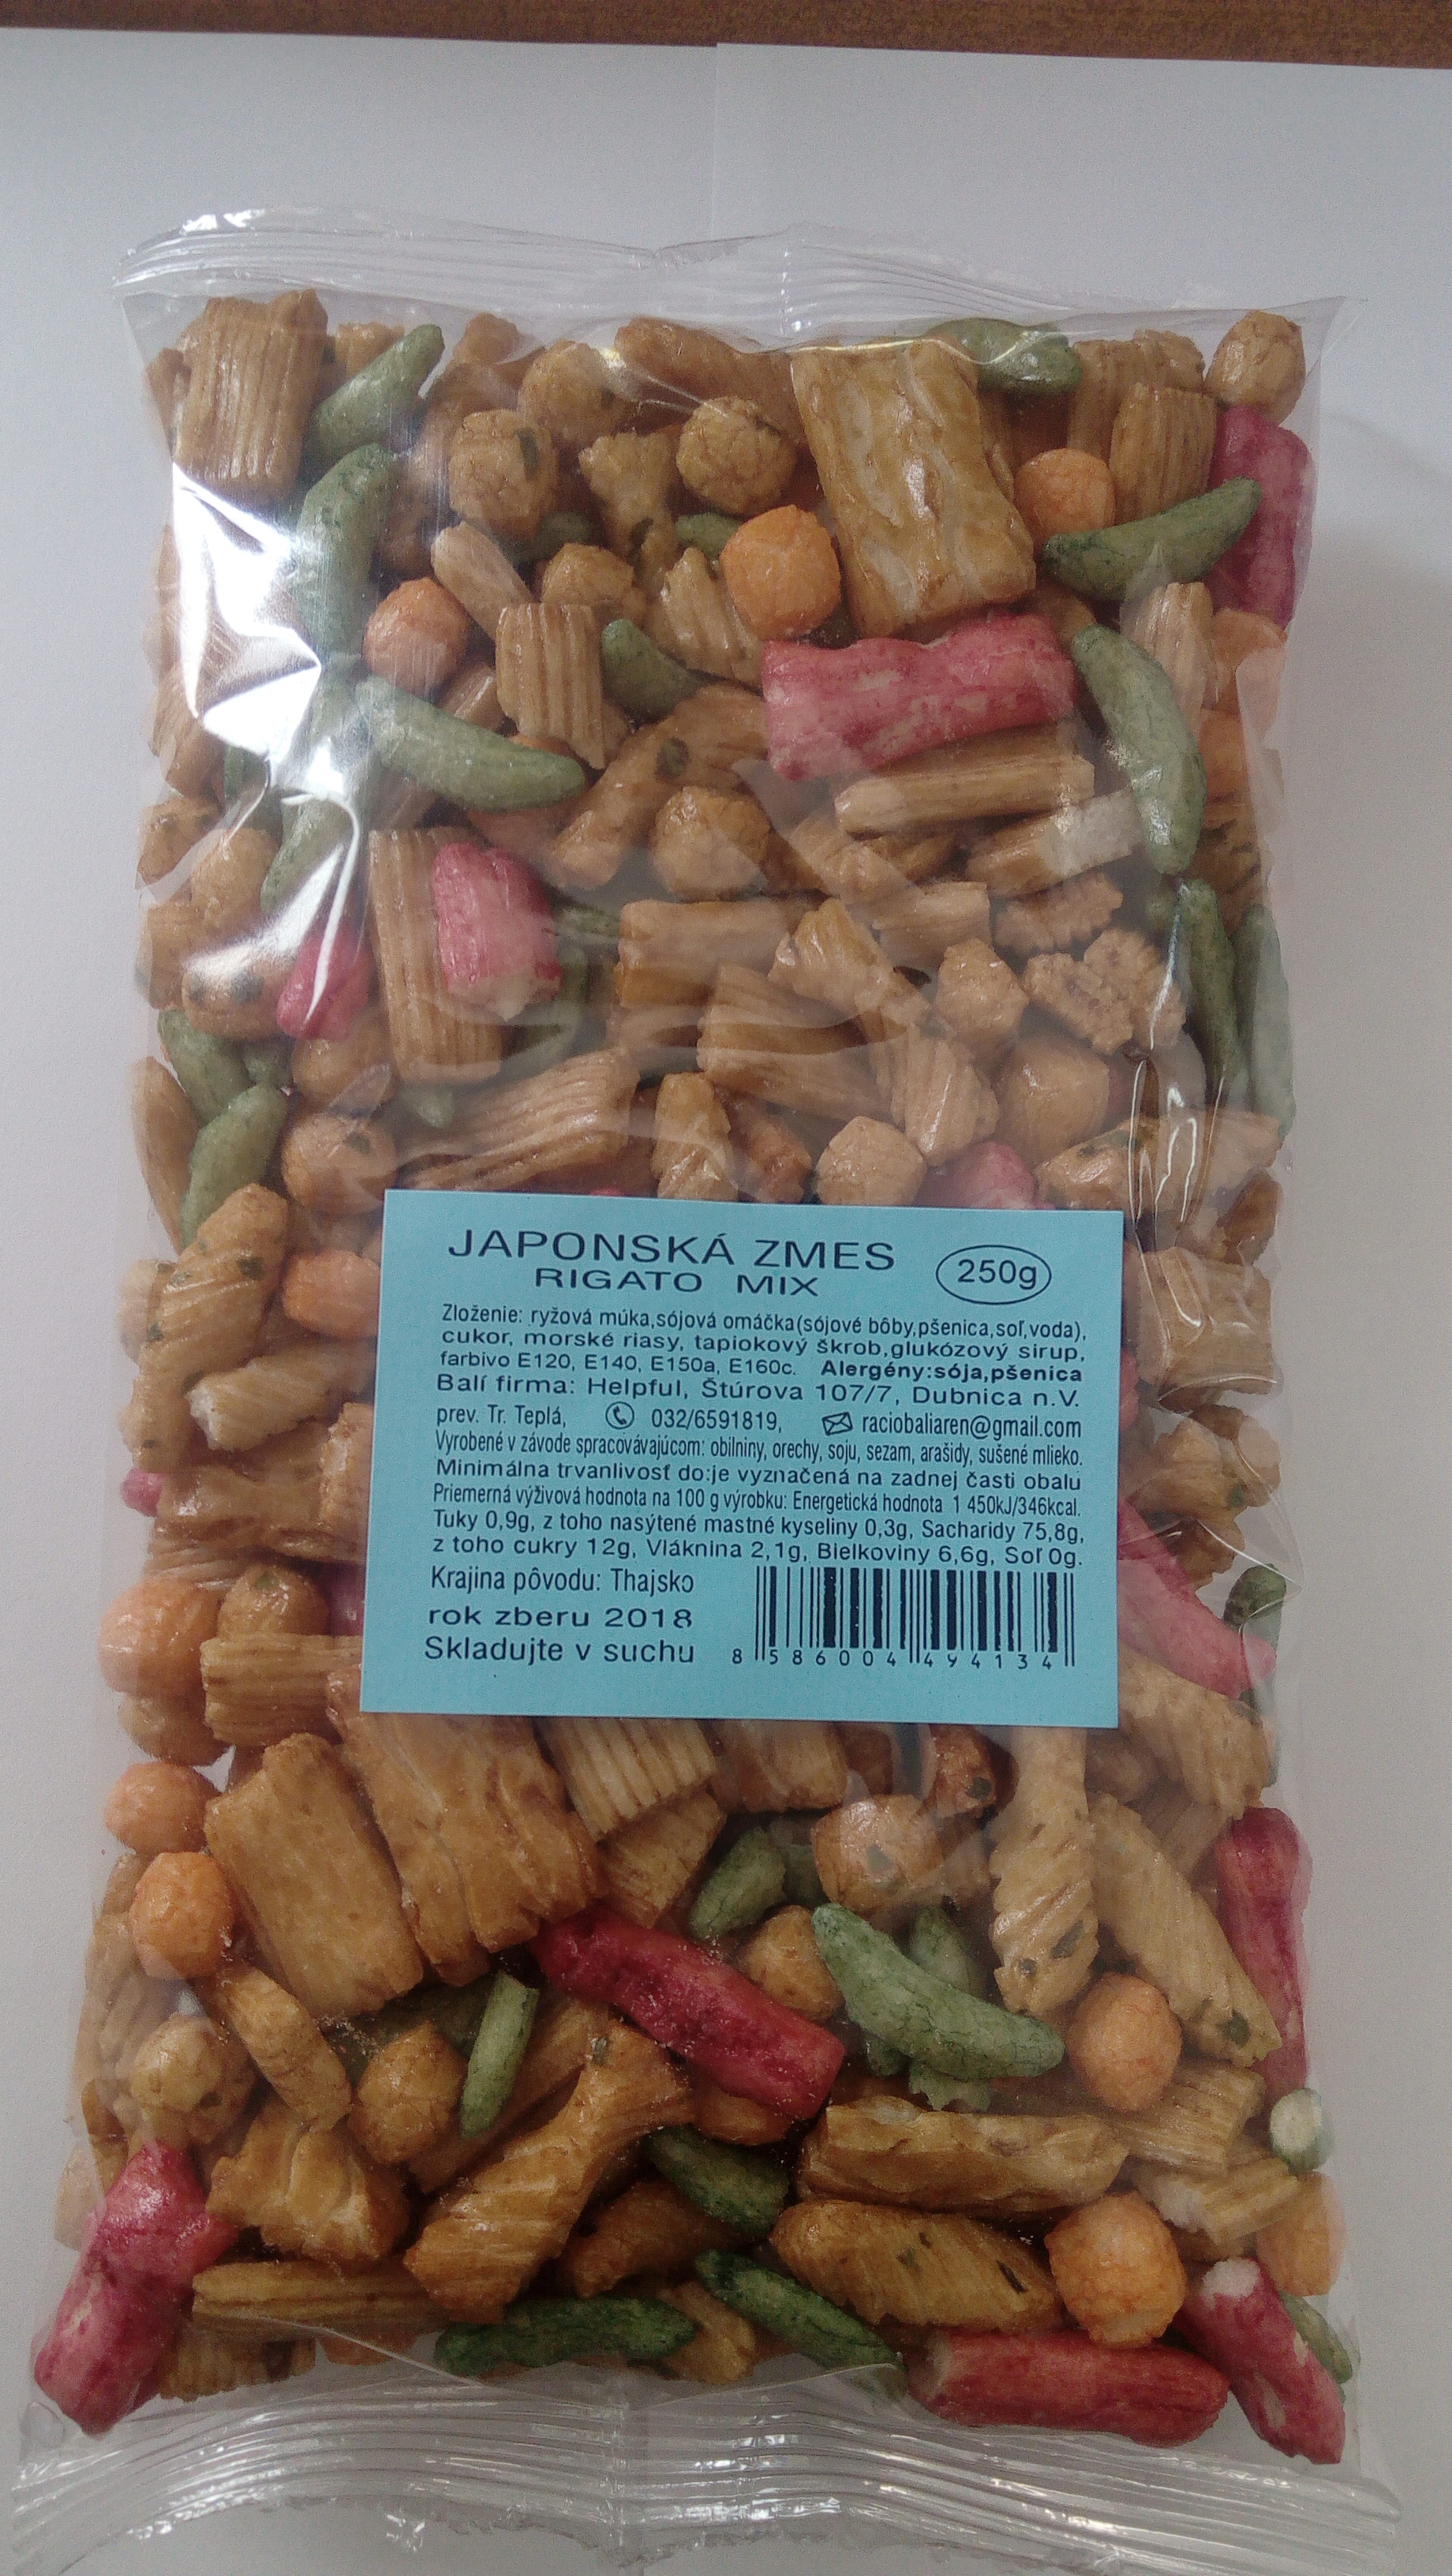 JAPONSKÁ ZMES
RIGATO MIX
250g
Zloženie: ryžová múka,sójová omáčka(sójové bôby,pšenica,soľ,voda),
cukor, morské riasy, tapiokový škrob,glukózový sirup,
farbivo E120, E140, E150a, E160c. Alergény:sója,pšenica
Balí firma: Helpful, Štúrova 107/7, Dubnica n.V.
prev. Tr. Teplá, 032/6591819, raciobaliaren@gmail.com
Vyrobené v závode spracovávajúcom: obilniny, orechy, soju, sezam, arašidy, sušené mlieko.
Minimálna trvanlivosť do:je vyznačená na zadnej časti obalu
Priemerná výživová hodnota na 100 g výrobku: Energetická hodnota 1 450kJ/346kcal.
Tuky 0,9g, z toho nasýtené mastné kyseliny 0,3g, Sacharidy 75,8g,
z toho cukry 12g, Vláknina 2,1g, Bielkoviny 6,6g, Soľ 0g.
Krajina pôvodu: Thajsko
rok zberu 2018
Skladujte v suchu
8 586004 494134